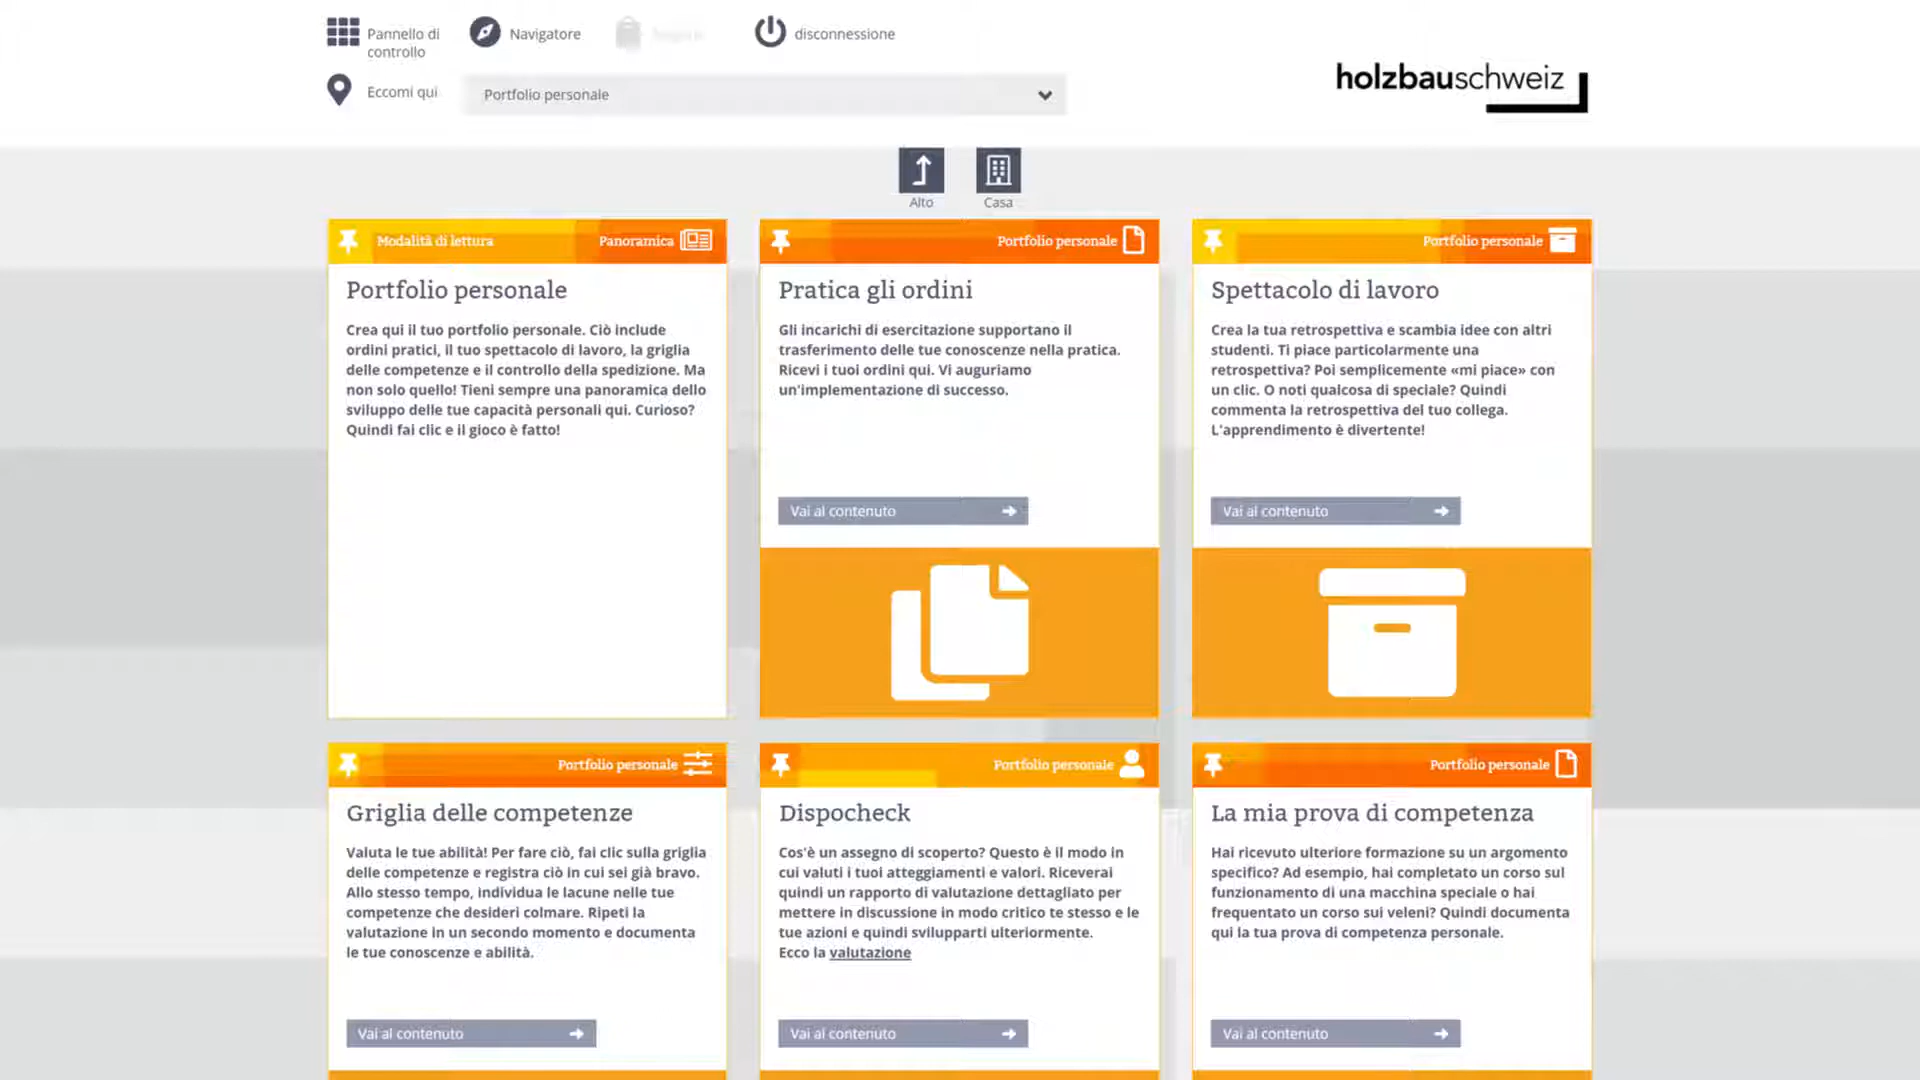 Pannello di
controllo
Navigatore
disconnessione
Eccomi qui
Portfolio personale
holzbauschweiz
Alto
Casa
Modalità di lettura
Panoramica
Portfolio personale
Crea qui il tuo portfolio personale. Ciò include
ordini pratici, il tuo spettacolo di lavoro, la griglia
delle competenze e il controllo della spedizione. Ma
non solo quello! Tieni sempre una panoramica dello
sviluppo delle tue capacità personali qui. Curioso?
Quindi fai clic e il gioco è fatto!
Portfolio personale
Pratica gli ordini
Gli incarichi di esercitazione supportano il
trasferimento delle tue conoscenze nella pratica.
Ricevi i tuoi ordini qui. Vi auguriamo
un'implementazione di successo.
Vai al contenuto
Portfolio personale
Spettacolo di lavoro
Crea la tua retrospettiva e scambia idee con altri
studenti. Ti piace particolarmente una
retrospettiva? Poi semplicemente «mi piace» con
un clic. O noti qualcosa di speciale? Quindi
commenta la retrospettiva del tuo collega.
L'apprendimento è divertente!
Vai al contenuto
Portfolio personale
Griglia delle competenze
Valuta le tue abilità! Per fare ciò, fai clic sulla griglia
delle competenze e registra ciò in cui sei già bravo.
Allo stesso tempo, individua le lacune nelle tue
competenze che desideri colmare. Ripeti la
valutazione in un secondo momento e documenta
le tue conoscenze e abilità.
Vai al contenuto
Portfolio personale
Dispocheck
Cos'è un assegno di scoperto? Questo è il modo in
cui valuti i tuoi atteggiamenti e valori. Riceverai
quindi un rapporto di valutazione dettagliato per
mettere in discussione in modo critico te stesso e le
tue azioni e quindi svilupparti ulteriormente.
Ecco la valutazione
Vai al contenuto
Portfolio personale
La mia prova di competenza
Hai ricevuto ulteriore formazione su un argomento
specifico? Ad esempio, hai completato un corso sul
funzionamento di una macchina speciale o hai
frequentato un corso sui veleni? Quindi documenta
qui la tua prova di competenza personale.
Vai al contenuto